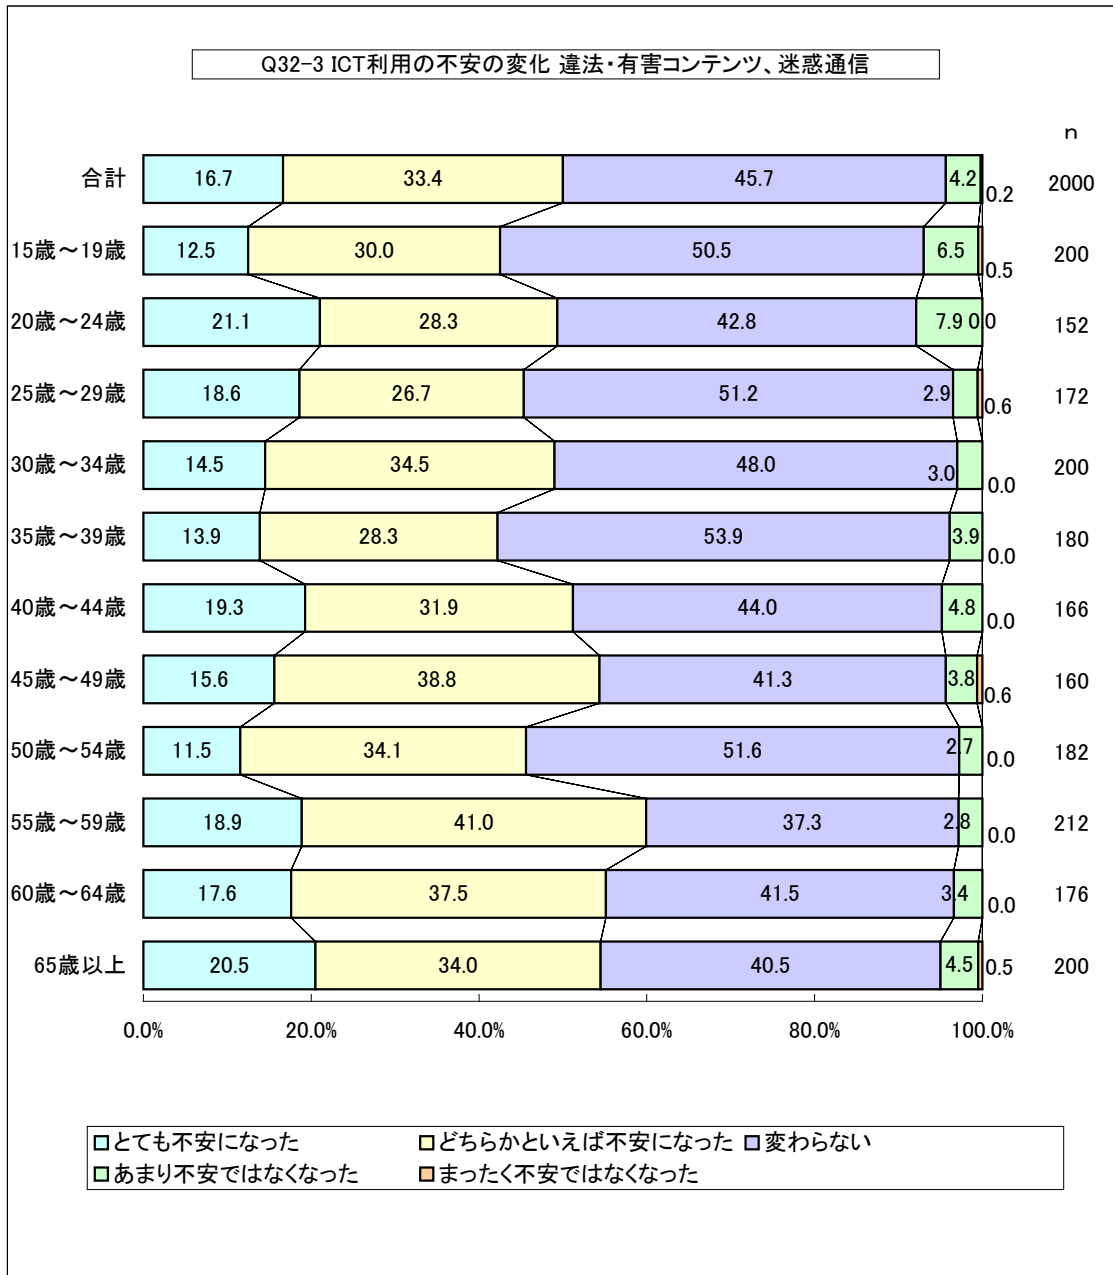 Q32-3 ICT利用の不安の変化 違法・有害コンテンツ、迷惑通信
n
合計 16.7 33.4 45.7 4.2 0.2 2000
15歳～19歳 12.5 30.0 50.5 6.5 0.5 200
20歳～24歳 21.1 28.3 42.8 7.9 0.0 152
25歳～29歳 18.6 26.7 51.2 2.9 0.6 172
30歳～34歳 14.5 34.5 48.0 3.0 0.0 200
35歳～39歳 13.9 28.3 53.9 3.9 0.0 180
40歳～44歳 19.3 31.9 44.0 4.8 0.0 166
45歳～49歳 15.6 38.8 41.3 3.8 0.6 160
50歳～54歳 11.5 34.1 51.6 2.7 0.0 182
55歳～59歳 18.9 41.0 37.3 2.8 0.0 212
60歳～64歳 17.6 37.5 41.5 3.4 0.0 176
65歳以上 20.5 34.0 40.5 4.5 0.5 200
0.0% 20.0% 40.0% 60.0% 80.0% 100.0%
とても不安になった どちらかといえば不安になった 変わらない
あまり不安ではなくなった まったく不安ではなくなった